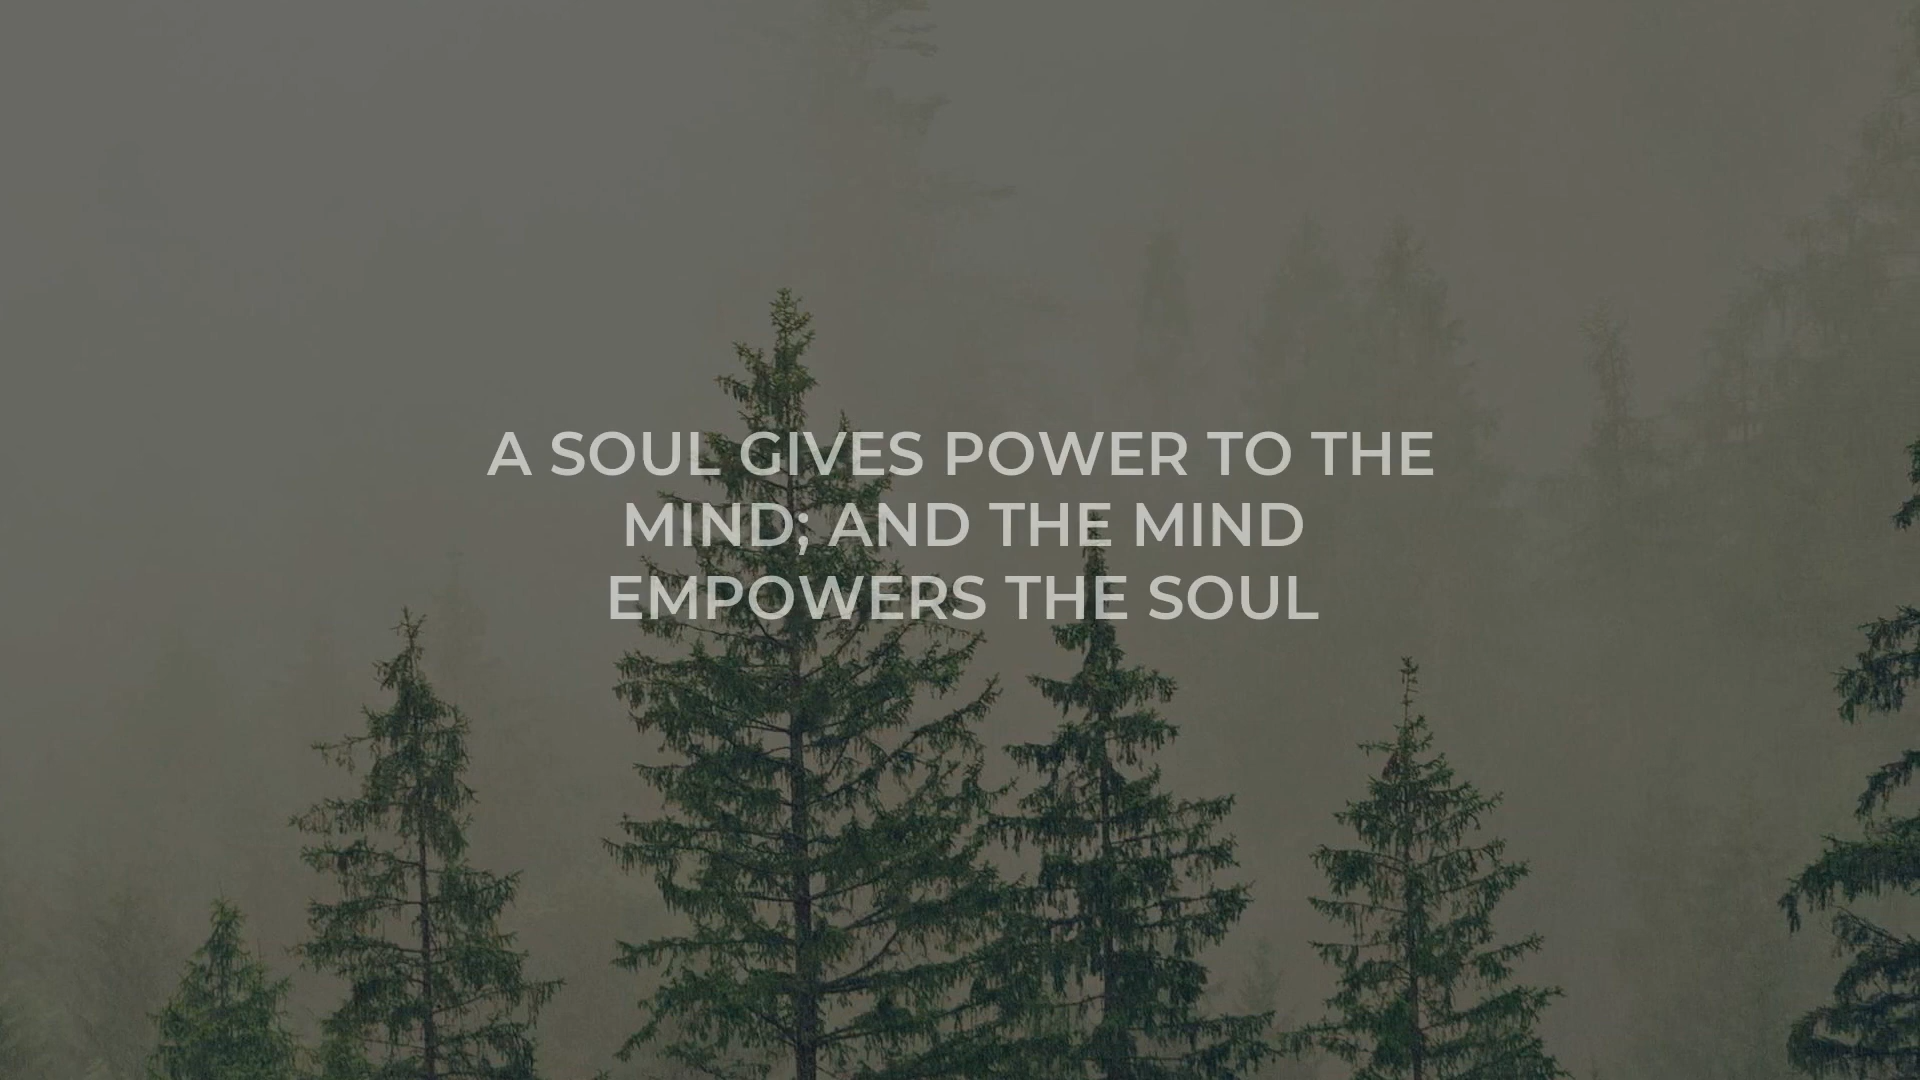 A SOUL GIVES POWER TO THE
MIND; AND THE MIND
EMPOWERS THE SOUL